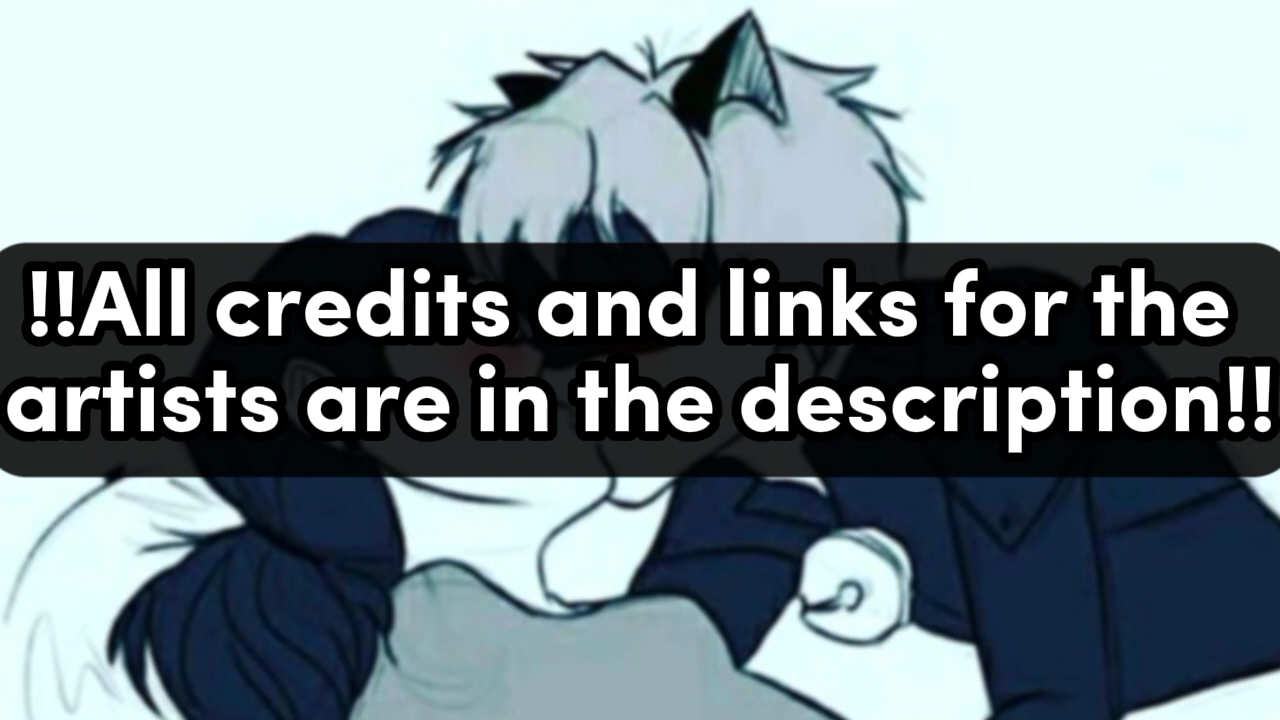 !!All credits and links for the
artists are in the description!!